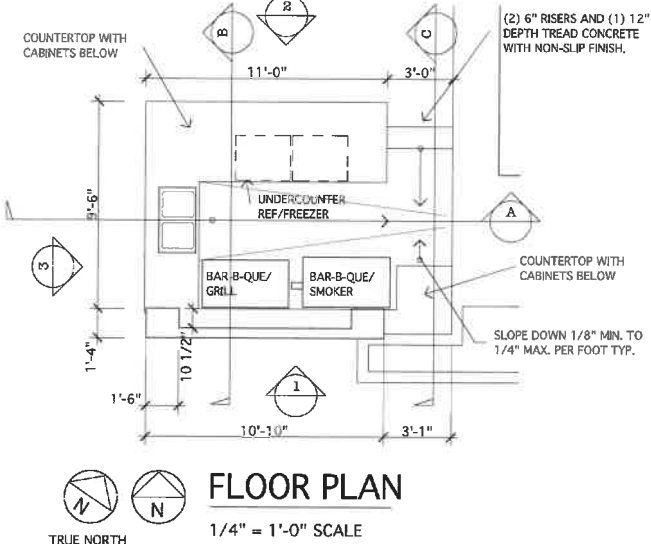 2
B
C
(2) 6" RISERS AND (1) 12"
DEPTH TREAD CONCRETE
WITH NON-SLIP FINISH.
COUNTERTOP WITH
CABINETS BELOW
11'-0"
3'-0"
9'-6"
UNDERCOUNTER
REF/FREEZER
A
3
BAR-B-QUE/
GRILL
BAR-B-QUE/
SMOKER
COUNTERTOP WITH
CABINETS BELOW
SLOPE DOWN 1/8" MIN. TO
1/4" MAX. PER FOOT TYP.
1'-4"
10 1/2"
1'-6"
1
10'-10"
3'-1"
N
N
TRUE NORTH
FLOOR PLAN
1/4" = 1'-0" SCALE